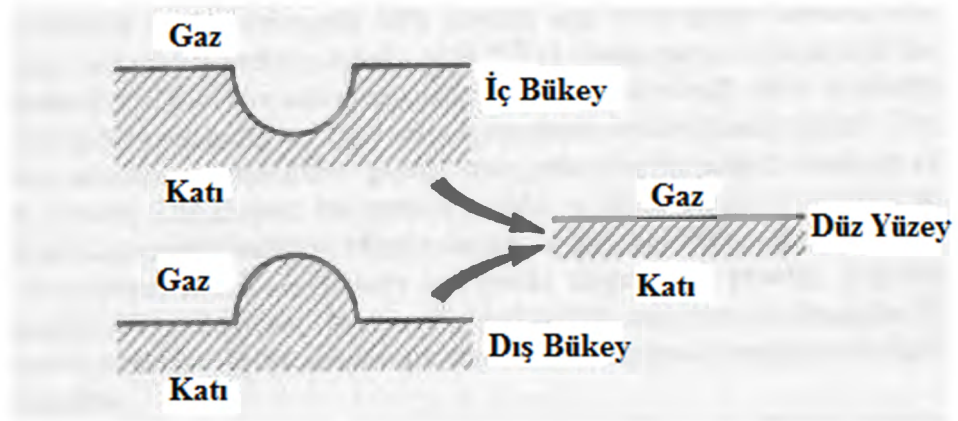 Gaz
İç Bükey
Katı
Gaz
Düz Yüzey
Katı
Gaz
Dış Bükey
Katı